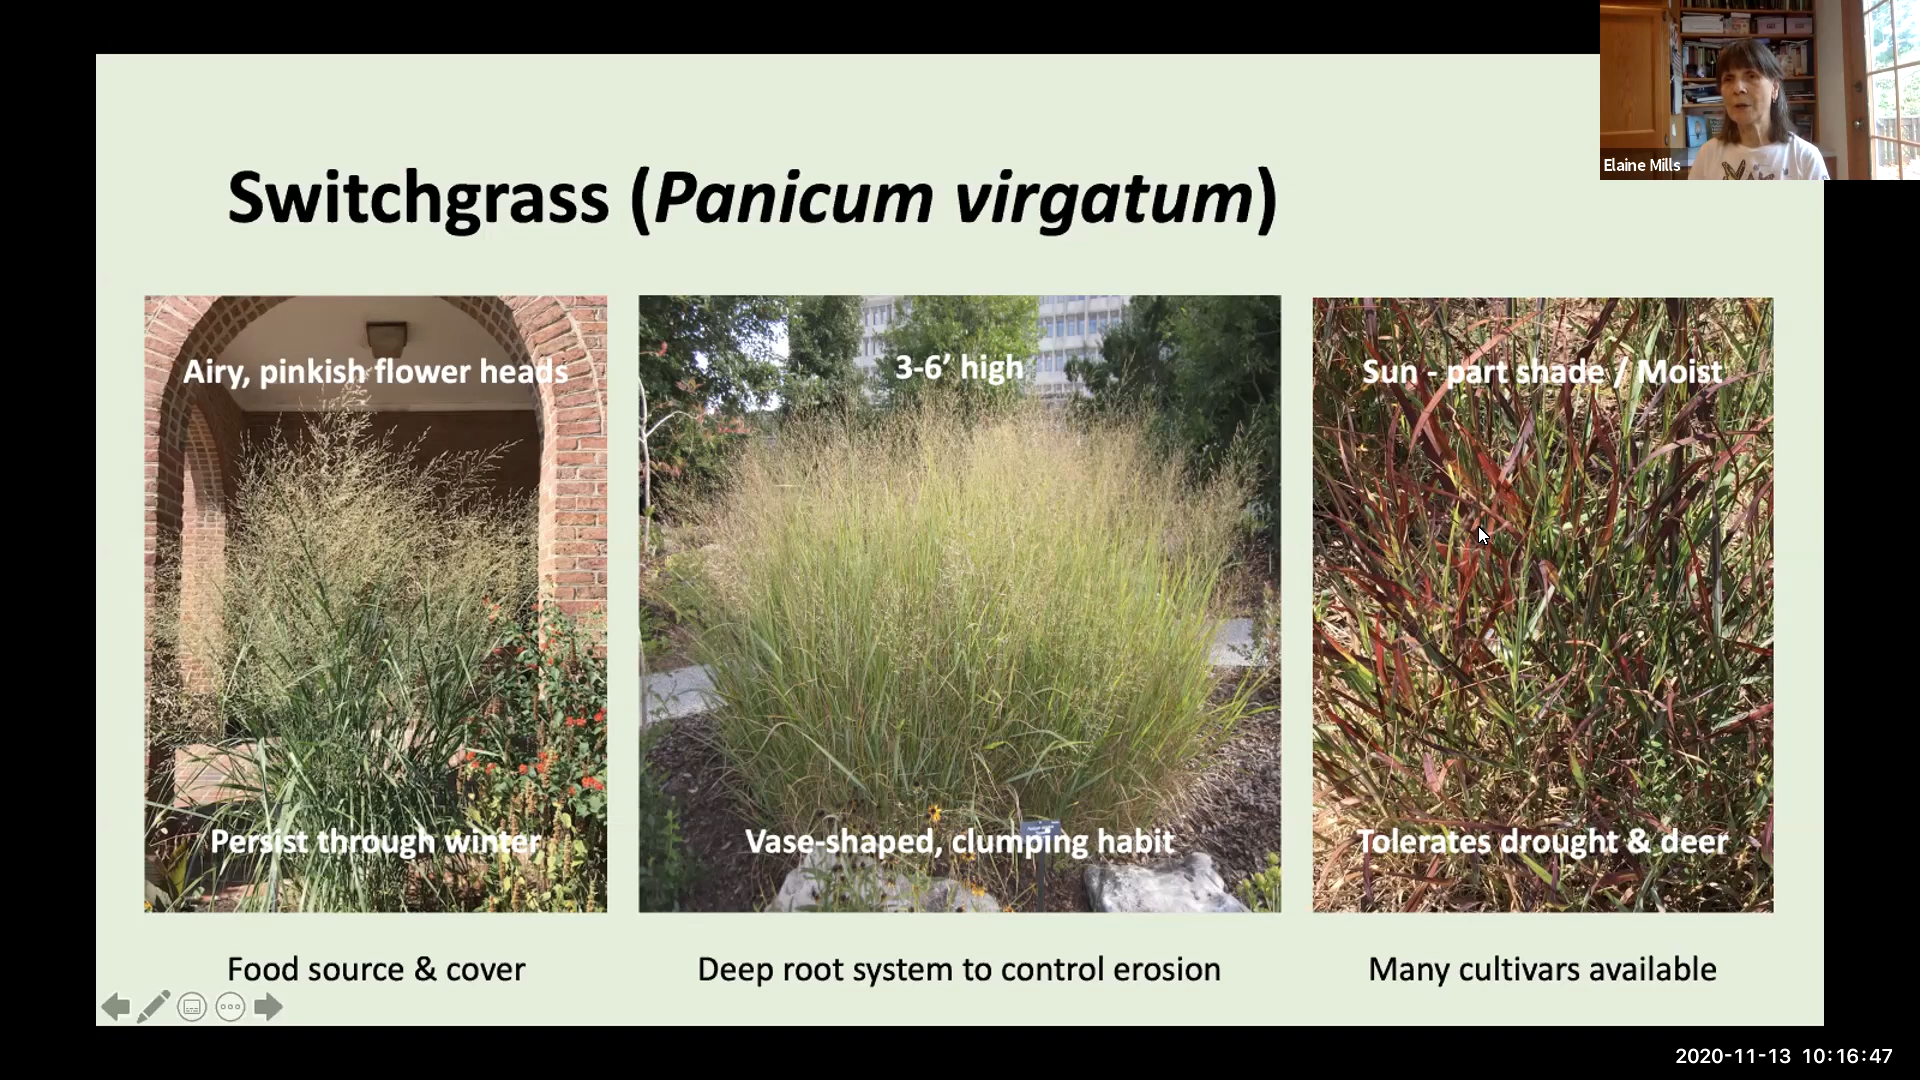 Elaine Mills
Switchgrass (Panicum virgatum)
Airy, pinkish flower heads
3-6’ high
Sun - part shade / Moist
Persist through winter
Vase-shaped, clumping habit
Tolerates drought & deer
Food source & cover
Deep root system to control erosion
Many cultivars available
2020-11-13 10:16:47